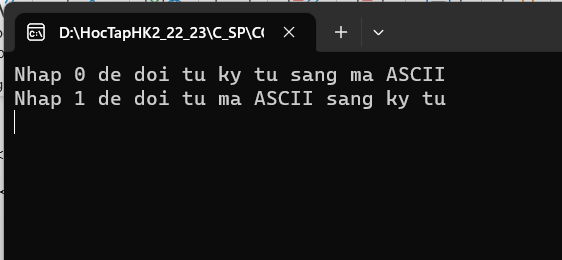 D:\HocTapHK2_22_23\C_SP\C
Nhap 0 de doi tu ky tu sang ma ASCII
Nhap 1 de doi tu ma ASCII sang ky tu